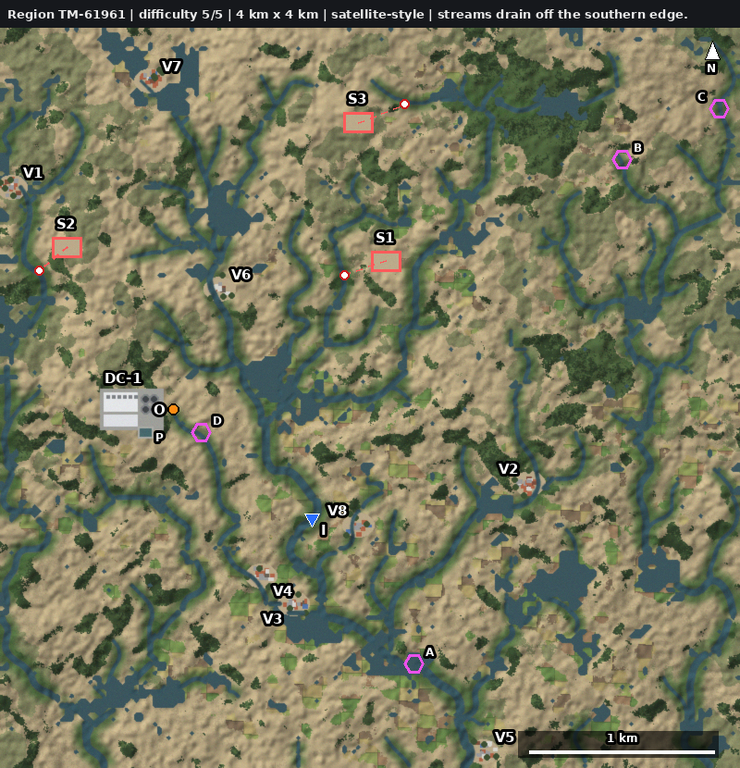 Region TM-61961 | difficulty 5/5 | 4 km x 4 km | satellite-style | streams drain off the southern edge.
N
V7
C
S3
B
V1
S2
S1
V6
DC-1
O
D
P
V2
V8
I
V4
V3
A
V5
1 km